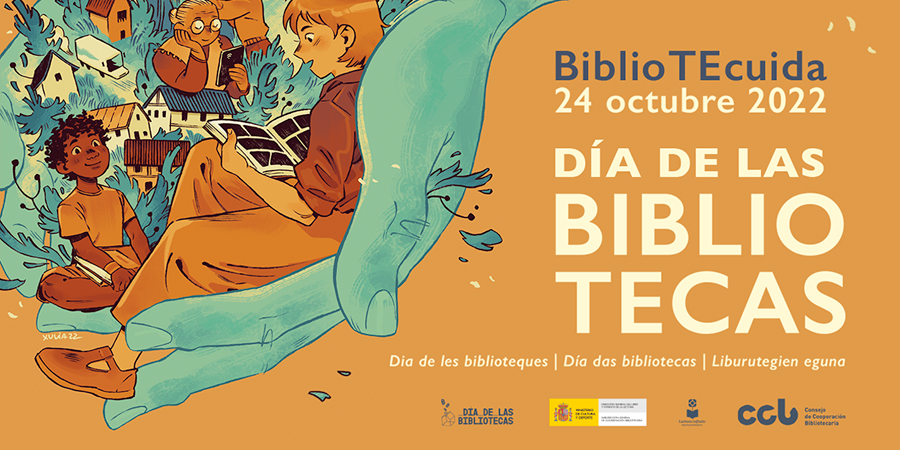 BiblioTEcuida
24 octubre 2022
DÍA DE LAS
BIBLIO
TECAS
Dia de les biblioteques | Día das bibliotecas | Liburutegien eguna
XULIA 22
DÍA DE LAS
BIBLIOTECAS
MINISTERIO
DE CULTURA
Y DEPORTE
ccb
Consejo
de Cooperación
Bibliotecaria